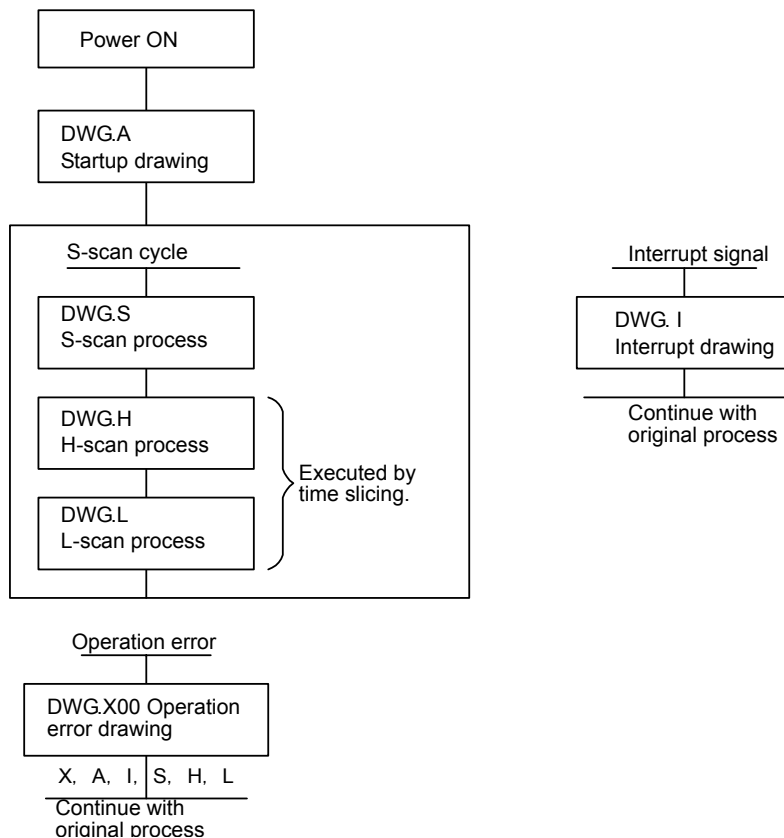 Power ON
DWG.A
Startup drawing
S-scan cycle
DWG.S
S-scan process
DWG.H
H-scan process
Executed by
time slicing.
DWG.L
L-scan process
Interrupt signal
DWG. I
Interrupt drawing
Continue with
original process
Operation error
DWG.X00 Operation
error drawing
X, A, I, S, H, L
Continue with
original process